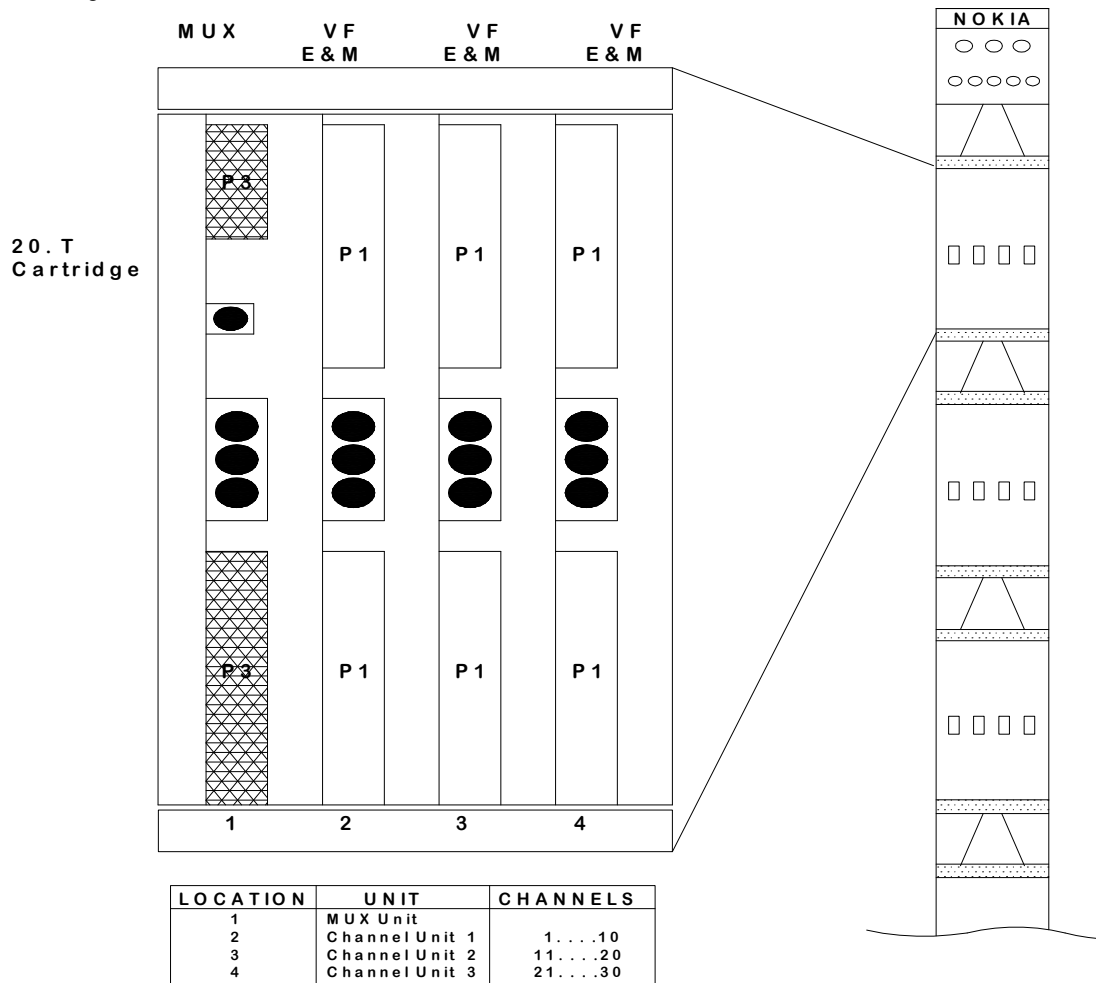 MUX VF VF VF
E & M E & M E & M
NOKIA
P3
20.T
Cartridge
P1 P1 P1
P3 P1 P1 P1
1 2 3 4
LOCATION UNIT CHANNELS
1 MUX Unit
2 Channel Unit 1 1....10
3 Channel Unit 2 11....20
4 Channel Unit 3 21....30